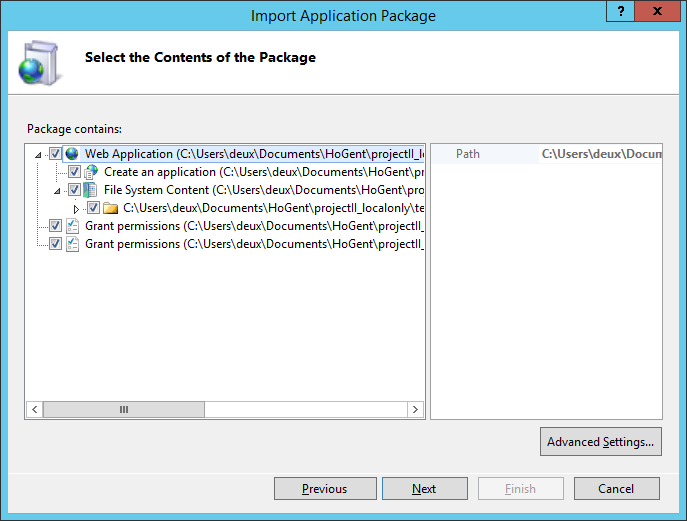 Import Application Package
? x
Select the Contents of the Package
Package contains:
Web Application (C:\Users\deux\Documents\HoGent\projectII_lo
Create an application (C:\Users\deux\Documents\HoGent\pr
File System Content (C:\Users\deux\Documents\HoGent\pro
C:\Users\deux\Documents\HoGent\projectII_localonly\te
Grant permissions (C:\Users\deux\Documents\HoGent\projectII_
Grant permissions (C:\Users\deux\Documents\HoGent\projectII_
Path C:\Users\deux\Docum
Advanced Settings...
Previous Next Finish Cancel